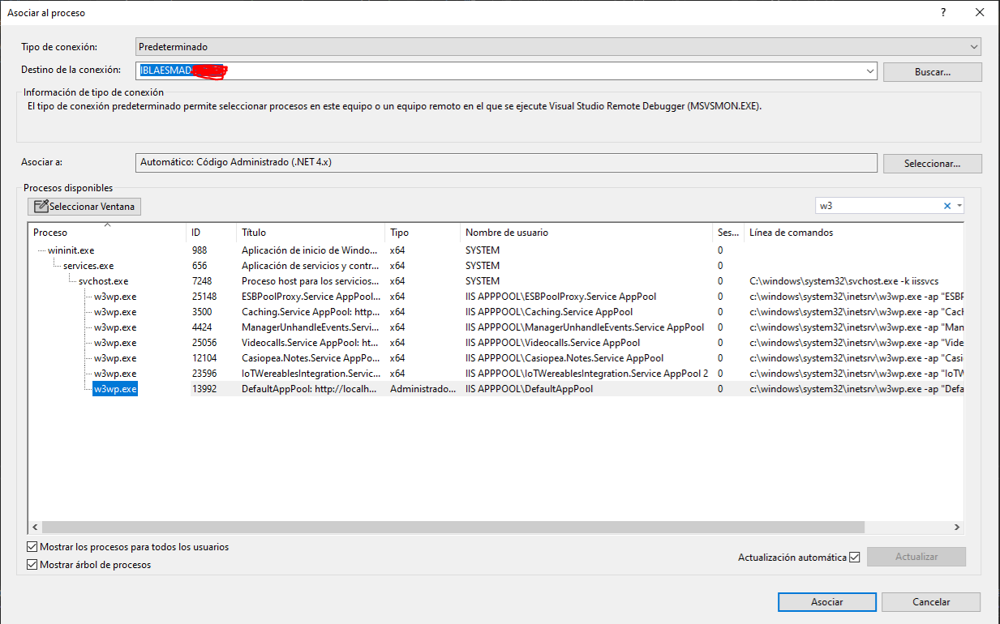 Asociar al proceso
?
Tipo de conexión: Predeterminado
Destino de la conexión: IBLAESMAD Buscar...
Información de tipo de conexión
El tipo de conexión predeterminado permite seleccionar procesos en este equipo o un equipo remoto en el que se ejecute Visual Studio Remote Debugger (MSVSMON.EXE).
Asociar a: Automático: Código Administrado (.NET 4.x) Seleccionar...
Procesos disponibles
Seleccionar Ventana w3
Proceso ID Título Tipo Nombre de usuario Ses... Línea de comandos
wininit.exe 988 Aplicación de inicio de Windo... x64 SYSTEM 0
services.exe 656 Aplicación de servicios y contr... x64 SYSTEM 0
svchost.exe 7248 Proceso host para los servicios... x64 SYSTEM 0 C:\windows\system32\svchost.exe -k iissvcs
w3wp.exe 25148 ESBPoolProxy.Service AppPool... x64 IIS APPPOOL\ESBPoolProxy.Service AppPool 0 c:\windows\system32\inetsrv\w3wp.exe -ap "ESBP
w3wp.exe 3500 Caching.Service AppPool: http... x64 IIS APPPOOL\Caching.Service AppPool 0 c:\windows\system32\inetsrv\w3wp.exe -ap "Cach
w3wp.exe 4424 ManagerUnhandleEvents.Servi... x64 IIS APPPOOL\ManagerUnhandleEvents.Service AppPool 0 c:\windows\system32\inetsrv\w3wp.exe -ap "Man
w3wp.exe 25056 Videocalls.Service AppPool: ht... x64 IIS APPPOOL\Videocalls.Service AppPool 0 c:\windows\system32\inetsrv\w3wp.exe -ap "Vide
w3wp.exe 12104 Casiopea.Notes.Service AppPo... x64 IIS APPPOOL\Casiopea.Notes.Service AppPool 0 c:\windows\system32\inetsrv\w3wp.exe -ap "Casi
w3wp.exe 23596 IoTWereablesIntegration.Servic... x64 IIS APPPOOL\IoTWereablesIntegration.Service AppPool 2 0 c:\windows\system32\inetsrv\w3wp.exe -ap "IoTW
w3wp.exe 13992 DefaultAppPool: http://localh... Administrado... IIS APPPOOL\DefaultAppPool 0 c:\windows\system32\inetsrv\w3wp.exe -ap "Defa
Mostrar los procesos para todos los usuarios
Mostrar árbol de procesos
Actualización automática Actualizar
Asociar Cancelar